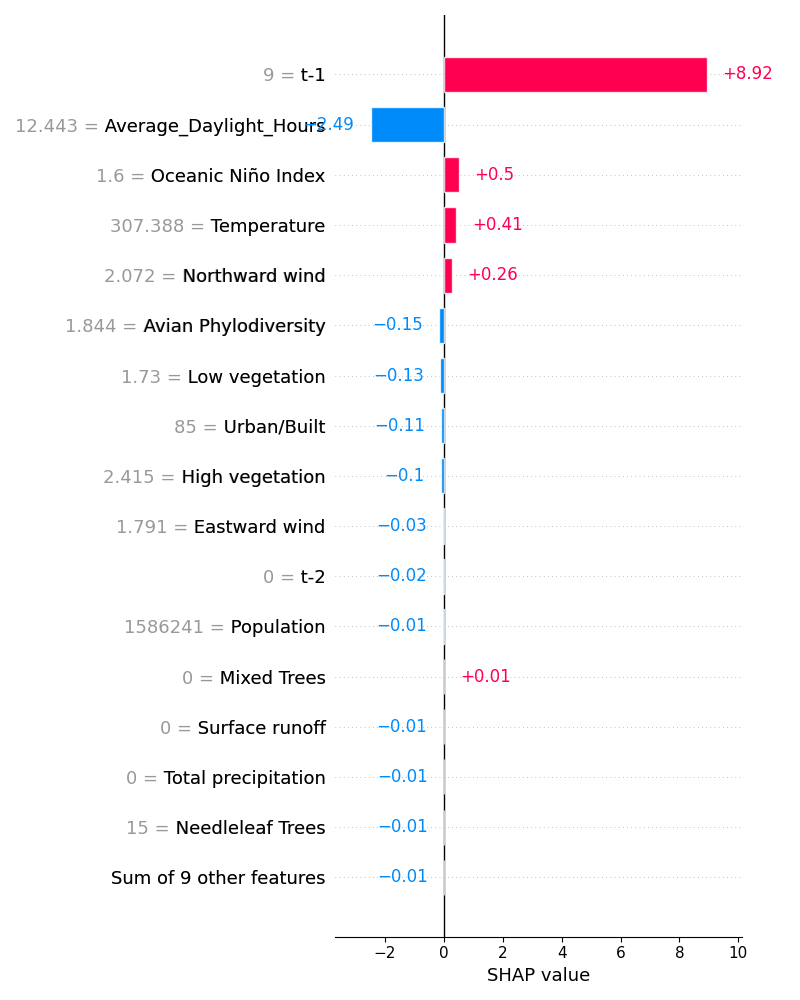 9 = t-1 +8.92
12.443 = Average_Daylight_Hours −2.49
1.6 = Oceanic Niño Index +0.5
307.388 = Temperature +0.41
2.072 = Northward wind +0.26
1.844 = Avian Phylodiversity −0.15
1.73 = Low vegetation −0.13
85 = Urban/Built −0.11
2.415 = High vegetation −0.1
1.791 = Eastward wind −0.03
0 = t-2 −0.02
1586241 = Population −0.01
0 = Mixed Trees +0.01
0 = Surface runoff −0.01
0 = Total precipitation −0.01
15 = Needleleaf Trees −0.01
Sum of 9 other features −0.01
−2 0 2 4 6 8 10
SHAP value